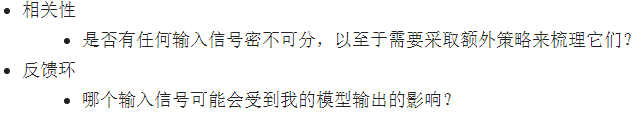 相关性
是否有任何输入信号密不可分，以至于需要采取额外策略来梳理它们？
反馈环
哪个输入信号可能会受到我的模型输出的影响？